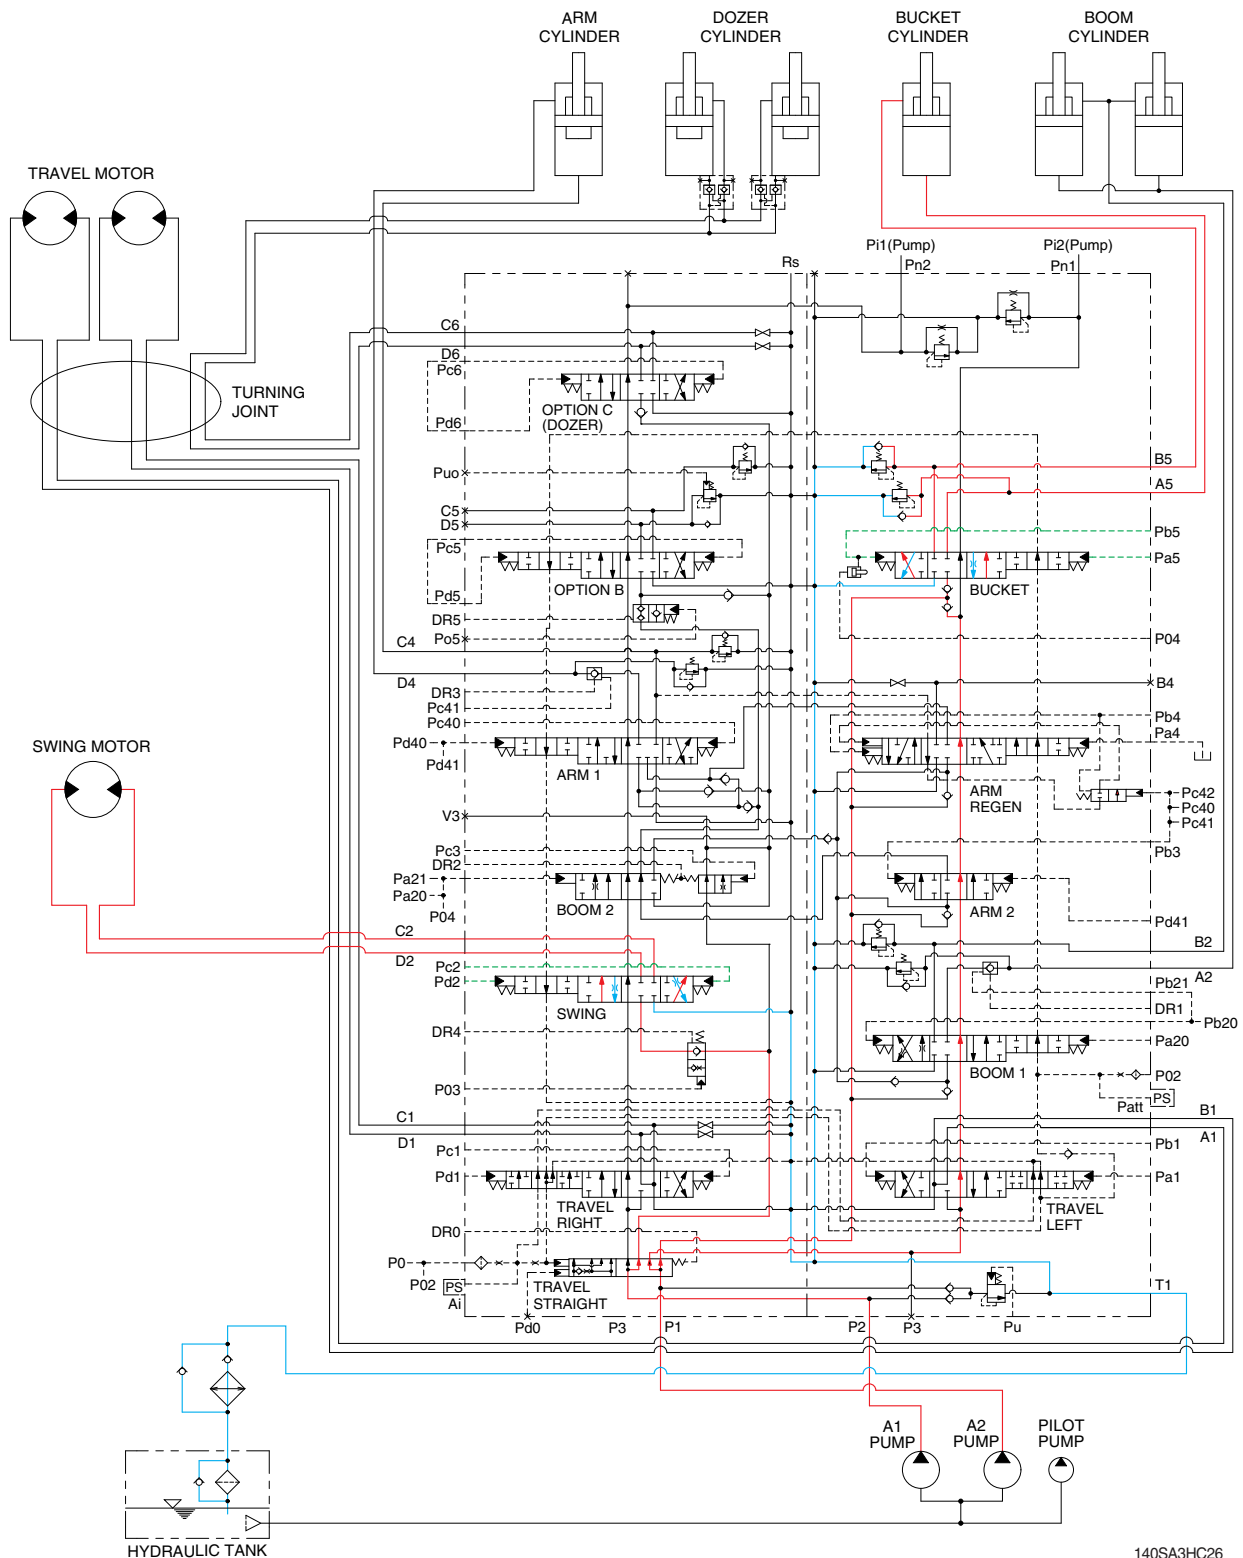 ARM
CYLINDER
DOZER
CYLINDER
BUCKET
CYLINDER
BOOM
CYLINDER
TRAVEL MOTOR
TURNING
JOINT
SWING MOTOR
Rs
Pi1(Pump)
Pn2
Pi2(Pump)
Pn1
C6
D6
Pc6
Pd6
OPTION C
(DOZER)
Puo
C5
D5
Pc5
Pd5
OPTION B
DR5
Po5
C4
D4
DR3
Pc41
Pc40
Pd40
Pd41
ARM 1
V3
Pc3
DR2
Pa21
Pa20
P04
BOOM 2
C2
D2
Pc2
Pd2
SWING
DR4
P03
C1
D1
Pc1
Pd1
TRAVEL
RIGHT
DR0
P0
P02
PS
Ai
TRAVEL
STRAIGHT
Pd0
P3
P1
P2
P3
Pu
B5
A5
Pb5
Pa5
BUCKET
P04
B4
Pb4
Pa4
ARM
REGEN
Pc42
Pc40
Pc41
Pb3
ARM 2
Pd41
B2
A2
Pb21
DR1
Pb20
Pa20
BOOM 1
P02
PS
Patt
B1
A1
Pb1
Pa1
TRAVEL
LEFT
T1
A1
PUMP
A2
PUMP
PILOT
PUMP
HYDRAULIC TANK
140SA3HC26